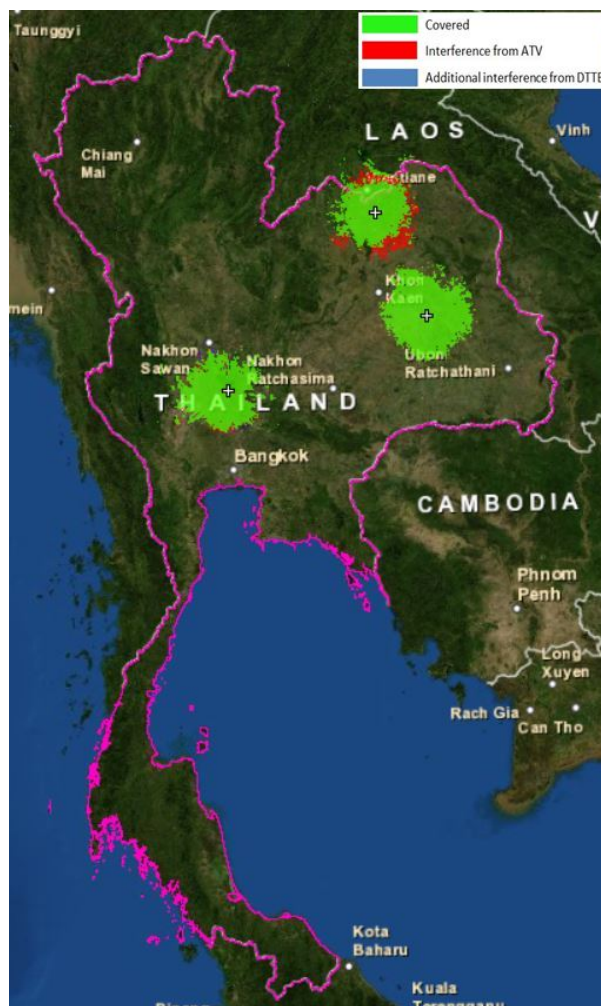 Taunggyi
Covered
Interference from ATV
Additional interference from DTTB
LAOS
Vinh
Chiang
Mai
tiane
V
Khon
Kaen
mein
Nakhon
Sawan
Nakhon
Ratchasima
Ubon
Ratchathani
THAILAND
Bangkok
CAMBODIA
Phnom
Penh
Long
Xuyen
Rach Gia
Can Tho
Kota
Baharu
Kuala